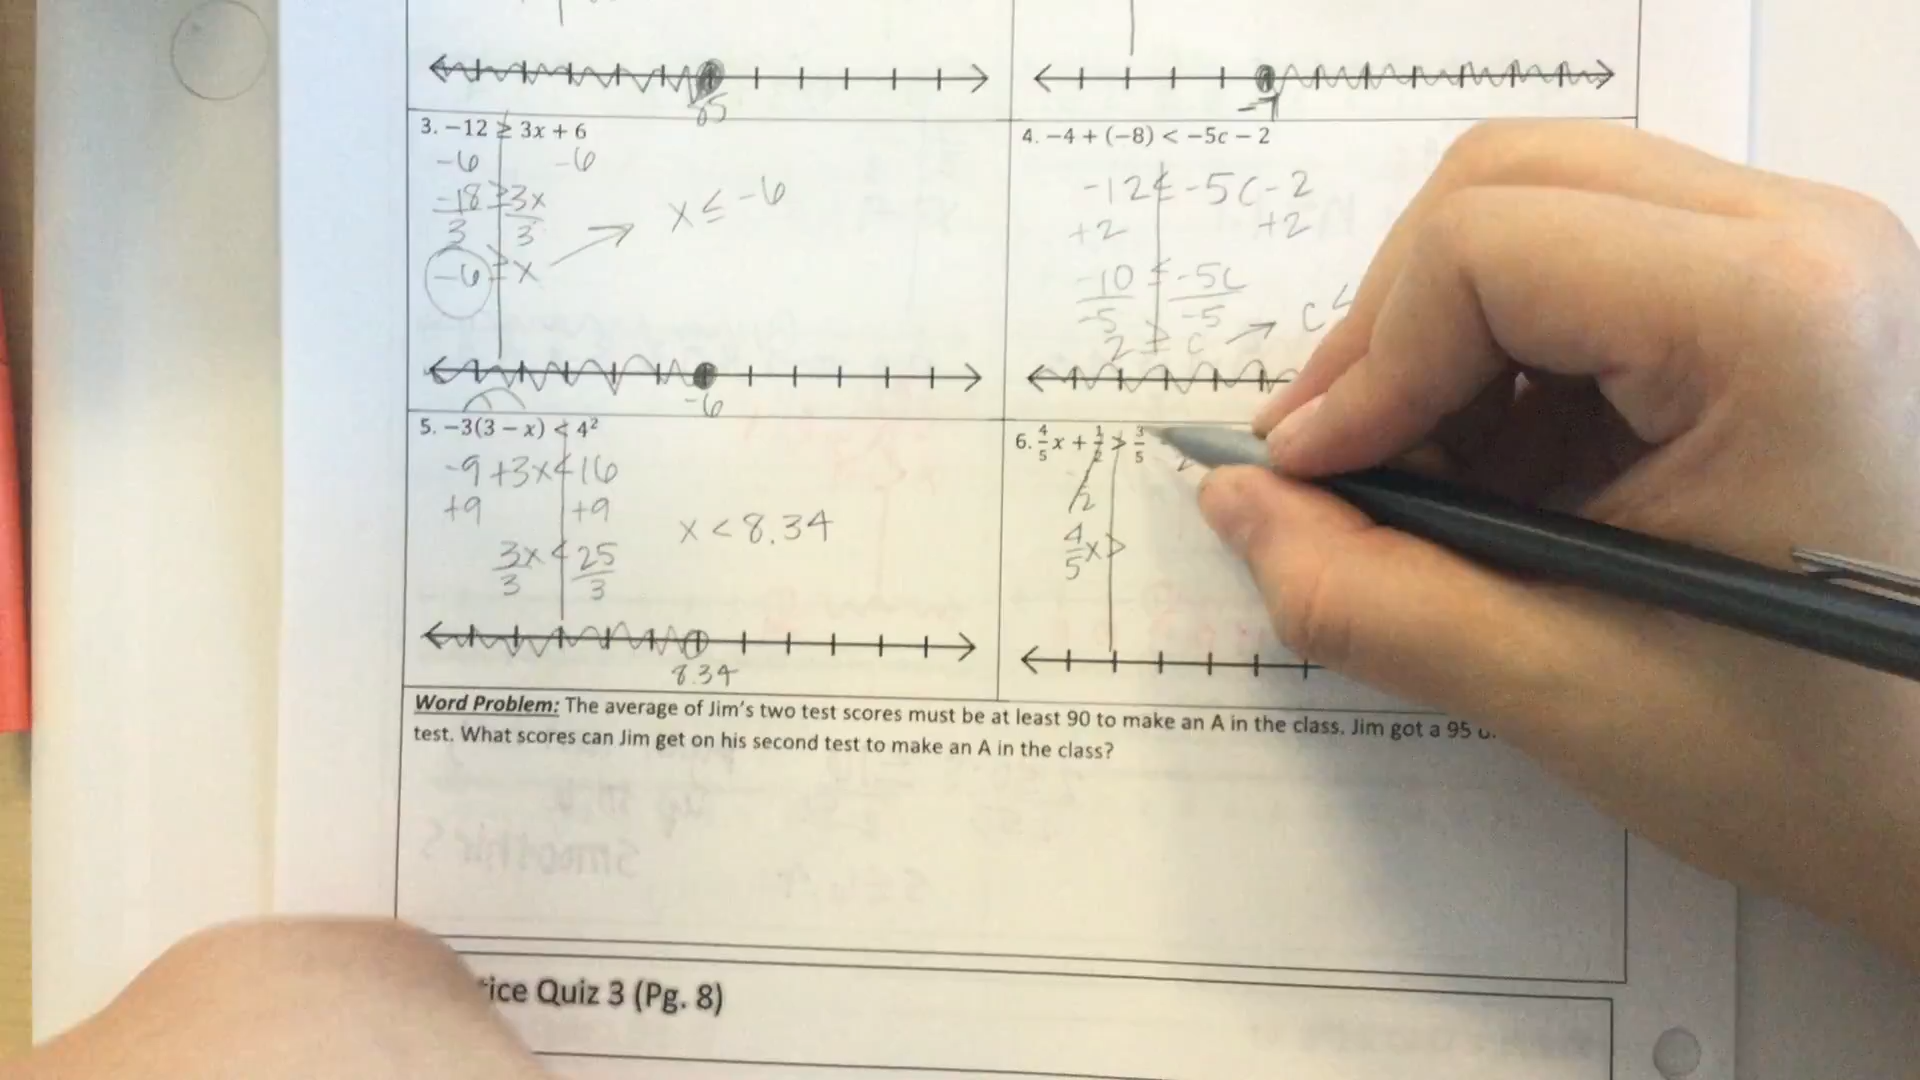 85
-7
3. −12 ≥ 3x + 6
-6 -6
-18 ≥ 3x
3 3
-6 ≥ x
x ≤ -6
-6
4. −4 + (−8) < −5c − 2
-12 < -5c - 2
+2 +2
-10 < -5c
-5 -5
2 > c
c <
5. −3(3 − x) < 4²
-9 + 3x < 16
+9 +9
3x < 25
3 3
x < 8.34
8.34
6. 4/5 x + 1/2 > 3/5
4/5 x >
Word Problem: The average of Jim's two test scores must be at least 90 to make an A in the class. Jim got a 95
test. What scores can Jim get on his second test to make an A in the class?
Quiz 3 (Pg. 8)